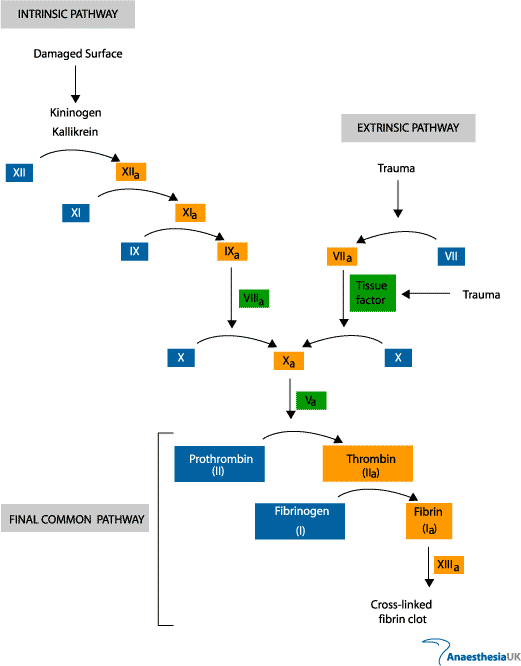 INTRINSIC PATHWAY
Damaged Surface
Kininogen
Kallikrein
EXTRINSIC PATHWAY
XII
XIIa
Trauma
XI
XIa
IX
IXa
VIIa
VII
VIIIa
Tissue
factor
Trauma
X
Xa
X
Va
Prothrombin
(II)
Thrombin
(IIa)
Fibrinogen
(I)
Fibrin
(Ia)
FINAL COMMON PATHWAY
XIIIa
Cross-linked
fibrin clot
AnaesthesiaUK